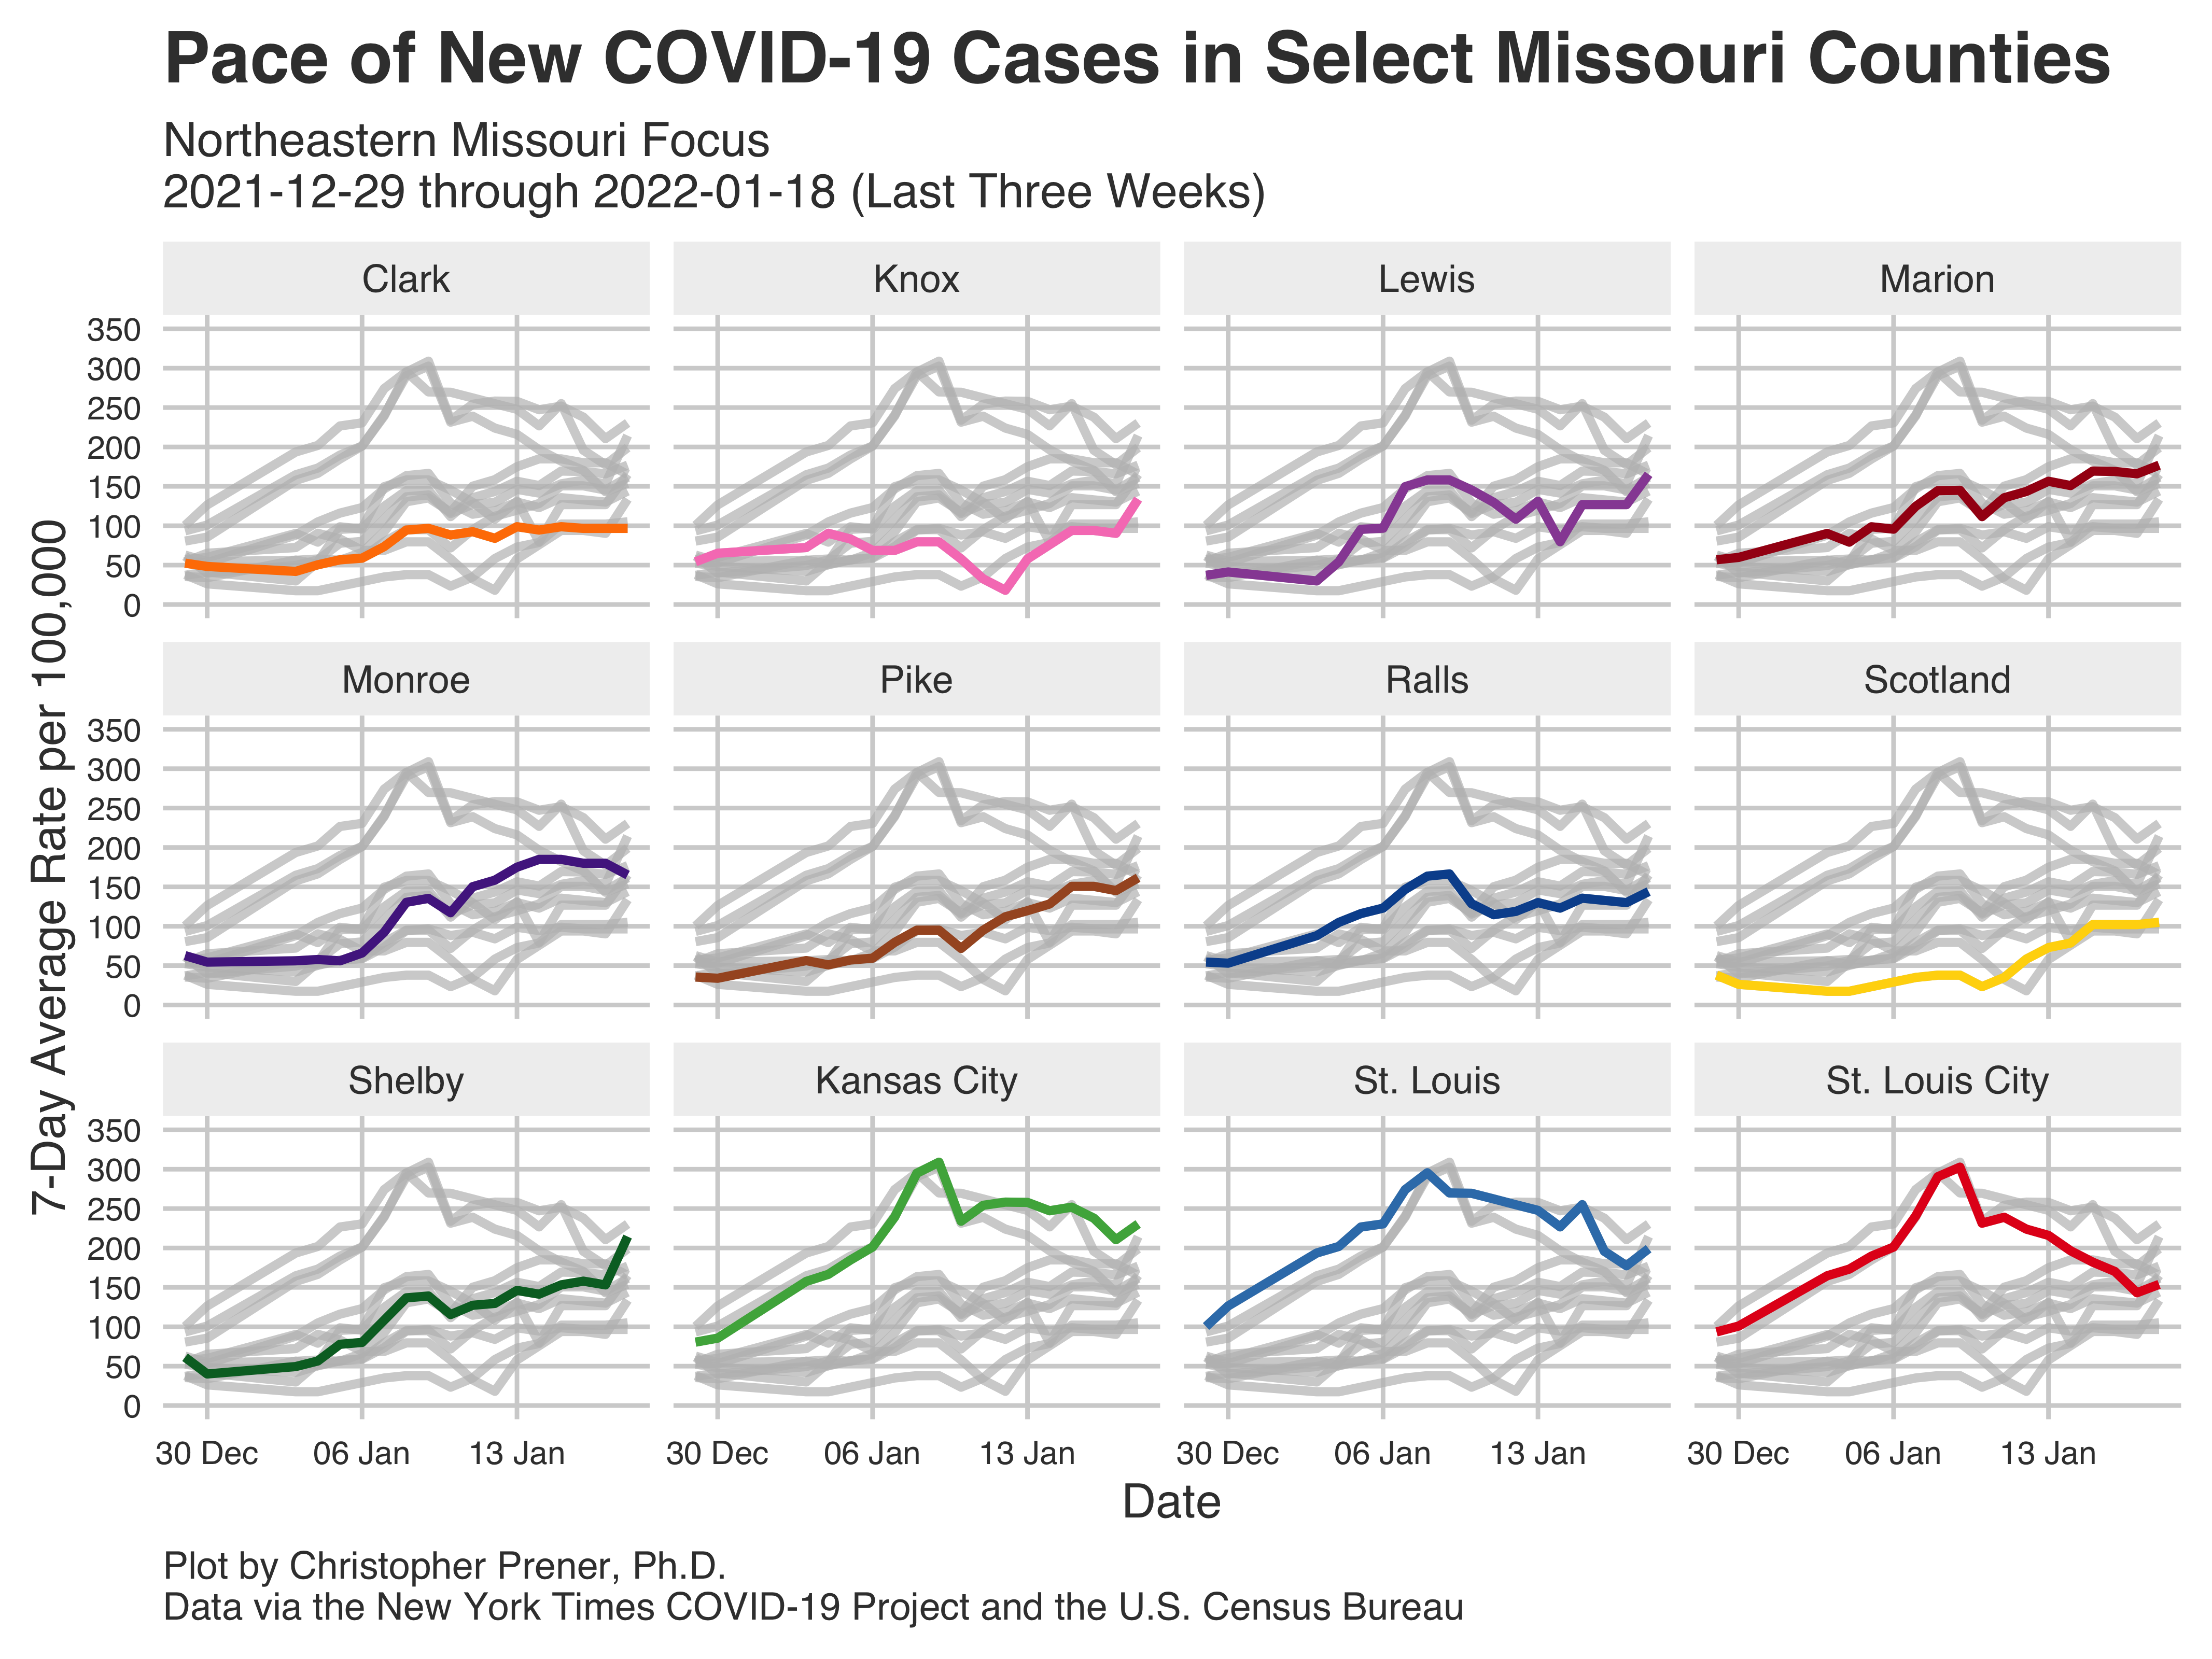 Pace of New COVID-19 Cases in Select Missouri Counties
Northeastern Missouri Focus
2021-12-29 through 2022-01-18 (Last Three Weeks)
7-Day Average Rate per 100,000
Clark
Knox
Lewis
Marion
350
300
250
200
150
100
50
0
Monroe
Pike
Ralls
Scotland
350
300
250
200
150
100
50
0
Shelby
Kansas City
St. Louis
St. Louis City
350
300
250
200
150
100
50
0
30 Dec
06 Jan
13 Jan
30 Dec
06 Jan
13 Jan
30 Dec
06 Jan
13 Jan
30 Dec
06 Jan
13 Jan
Date
Plot by Christopher Prener, Ph.D.
Data via the New York Times COVID-19 Project and the U.S. Census Bureau